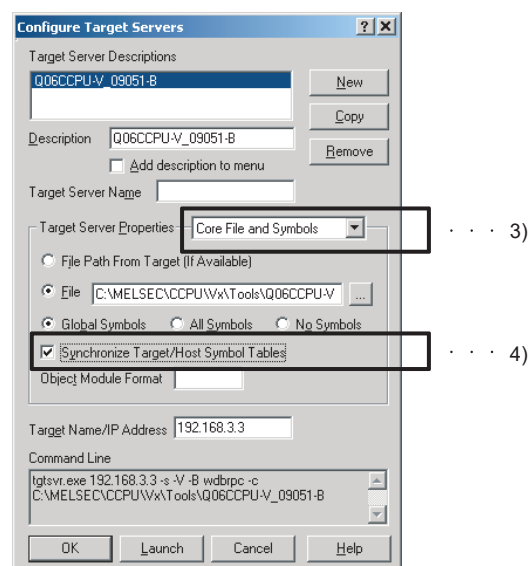 Configure Target Servers
Target Server Descriptions
Q06CCPU-V_09051-B
New
Copy
Description Q06CCPU-V_09051-B
Remove
Add description to menu
Target Server Name
Target Server Properties Core File and Symbols
· · · 3)
File Path From Target (If Available)
File C:\MELSEC\CCPU\Vx\Tools\Q06CCPU-V ...
Global Symbols All Symbols No Symbols
Synchronize Target/Host Symbol Tables
· · · 4)
Object Module Format
Target Name/IP Address 192.168.3.3
Command Line
tgtsvr.exe 192.168.3.3 -s -V -B wdbrpc -c
C:\MELSEC\CCPU\Vx\Tools\Q06CCPU-V_09051-B
OK Launch Cancel Help